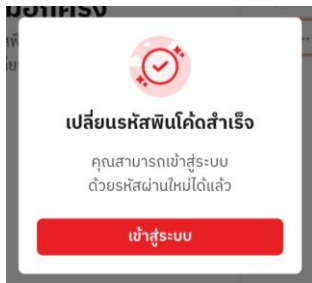 เปลี่ยนรหัสพินโค้ดสำเร็จ
คุณสามารถเข้าสู่ระบบ
ด้วยรหัสผ่านใหม่ได้แล้ว
เข้าสู่ระบบ